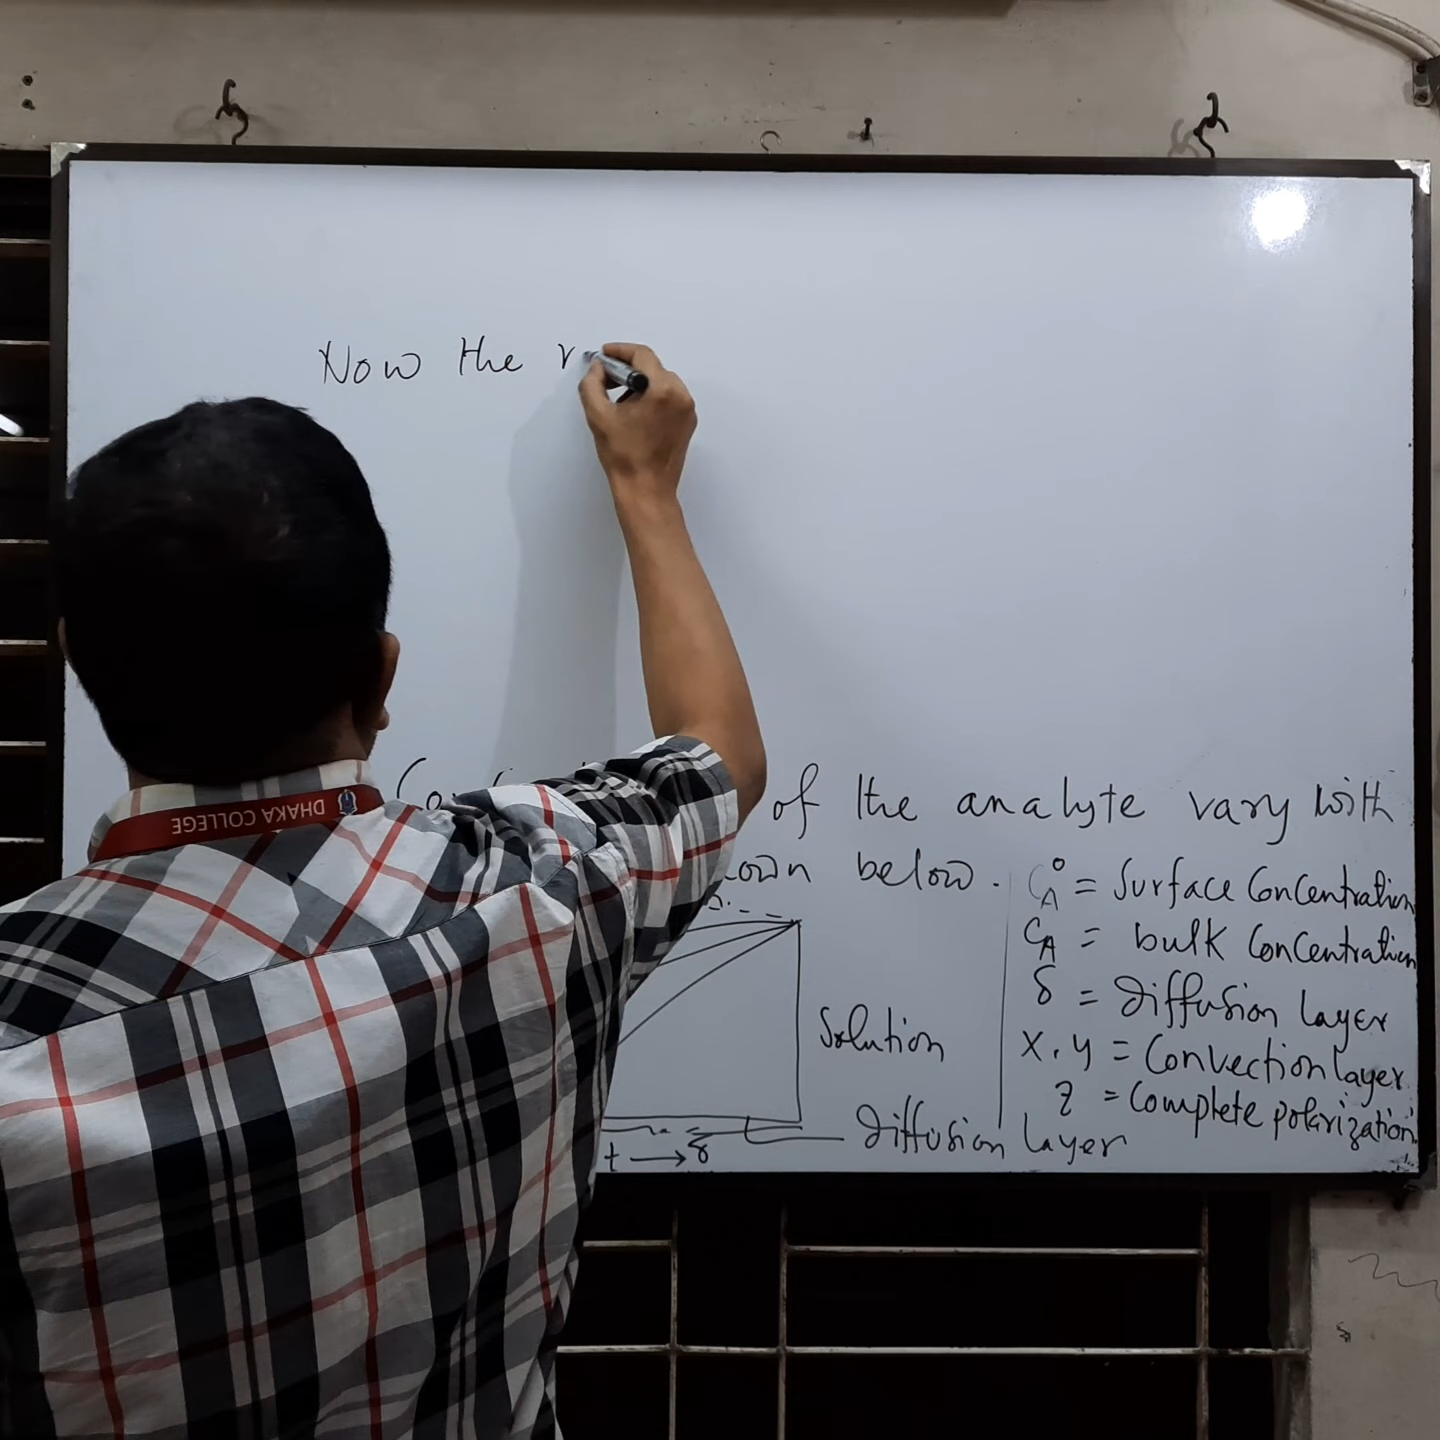 Now the r
of the analyte vary with
below.
C°A = Surface Concentration
CA = bulk Concentration
δ = Diffusion layer
x, y = Convection layer
z = Complete polarization
Solution
Diffusion layer
t → δ
DHAKA COLLEGE